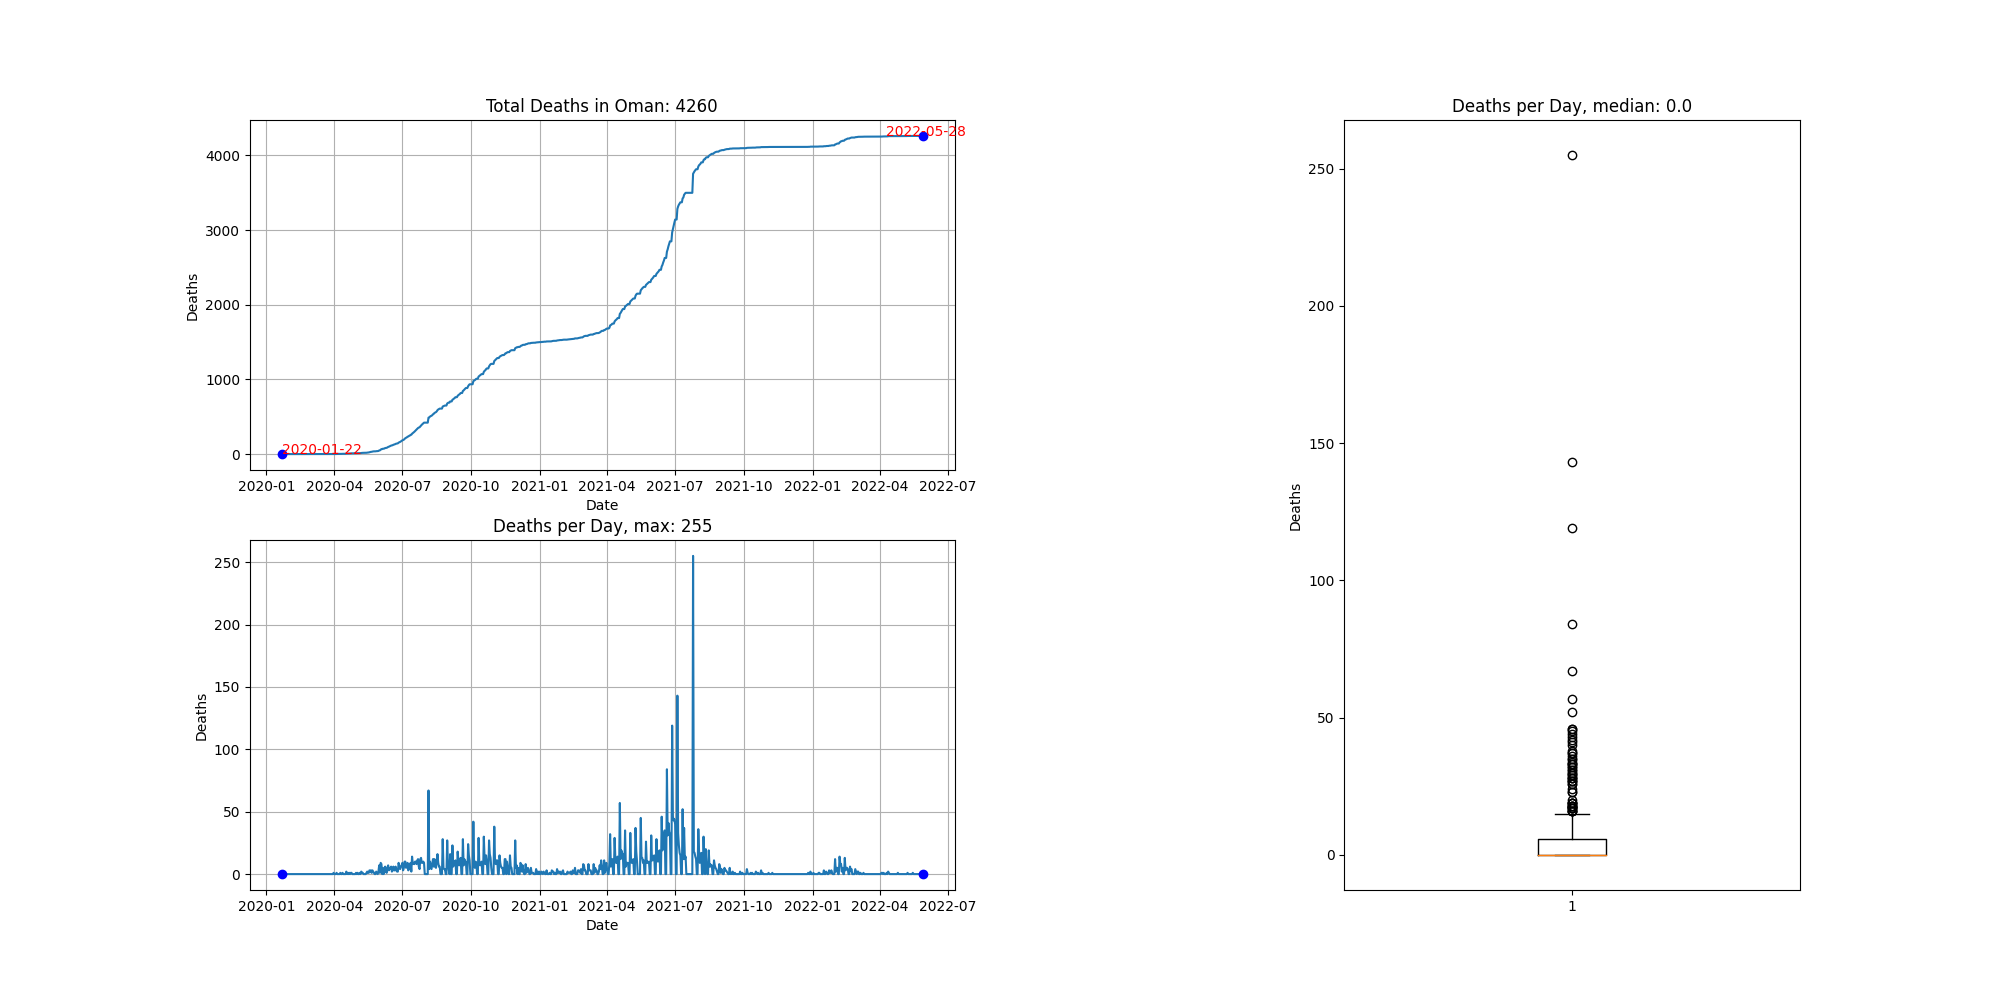 Total Deaths in Oman: 4260
4000
3000
2000
1000
0
Deaths
2020-01-22
2022-05-28
2020-01 2020-04 2020-07 2020-10 2021-01 2021-04 2021-07 2021-10 2022-01 2022-04 2022-07
Date
Deaths per Day, max: 255
250
200
150
100
50
0
Deaths
2020-01 2020-04 2020-07 2020-10 2021-01 2021-04 2021-07 2021-10 2022-01 2022-04 2022-07
Date
Deaths per Day, median: 0.0
250
200
150
100
50
0
Deaths
1